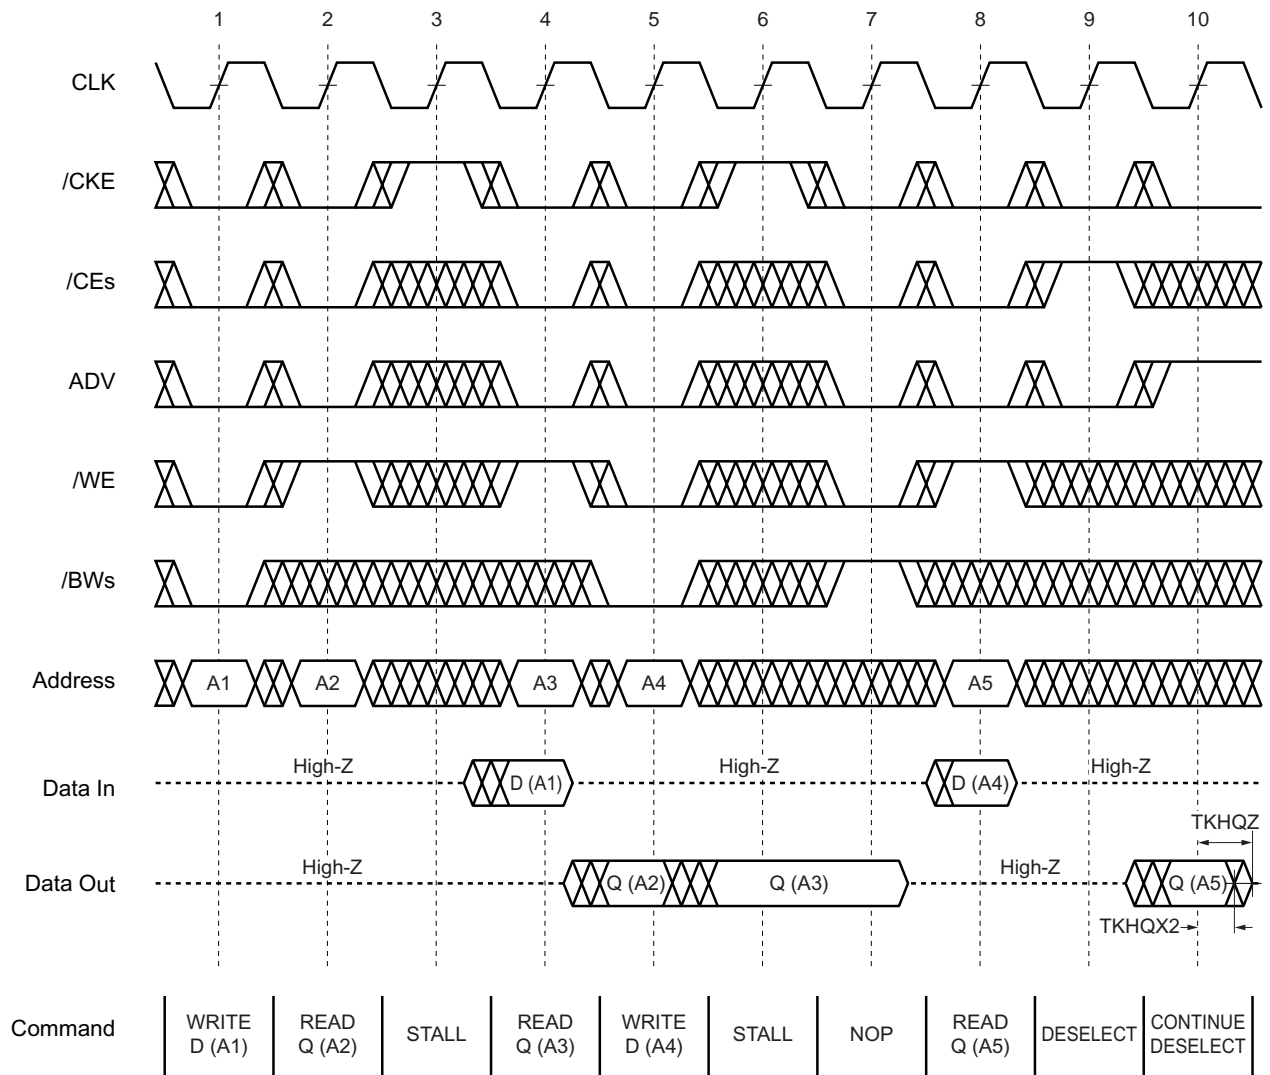 1 2 3 4 5 6 7 8 9 10
CLK
/CKE
/CEs
ADV
/WE
/BWs
Address A1 A2 A3 A4 A5
High-Z High-Z High-Z
Data In D (A1) D (A4)
TKHQZ
High-Z High-Z
Data Out Q (A2) Q (A3) Q (A5)
TKHQX2
Command WRITE D (A1) READ Q (A2) STALL READ Q (A3) WRITE D (A4) STALL NOP READ Q (A5) DESELECT CONTINUE DESELECT